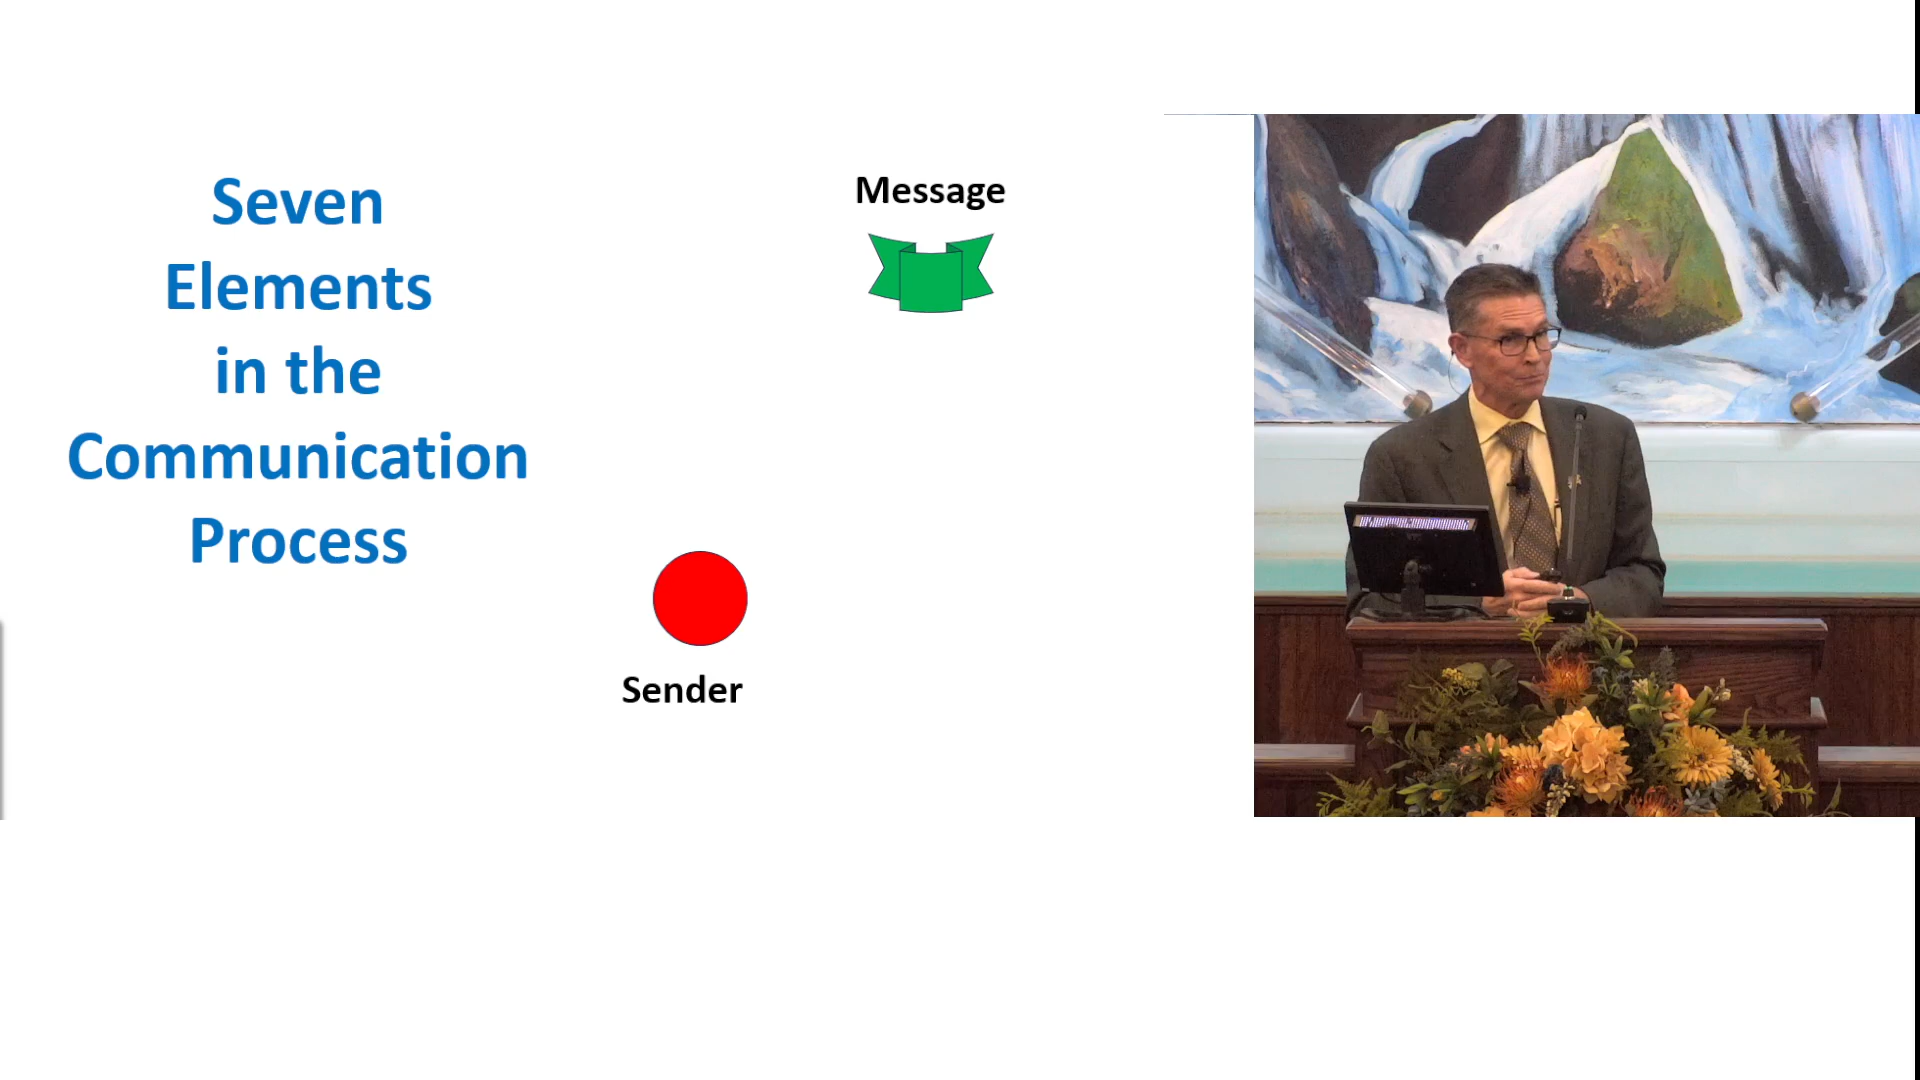 Seven
Elements
in the
Communication
Process
Message
Sender